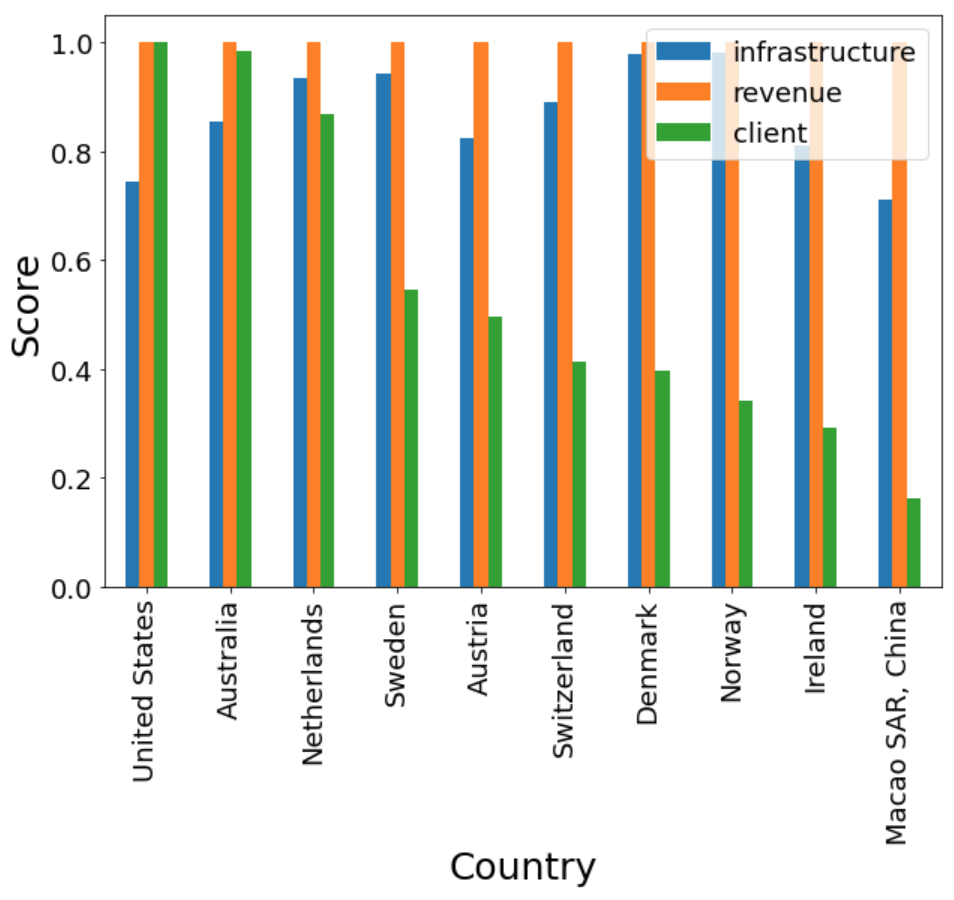 infrastructure
revenue
client
Score
1.0
0.8
0.6
0.4
0.2
0.0
United States
Australia
Netherlands
Sweden
Austria
Switzerland
Denmark
Norway
Ireland
Macao SAR, China
Country